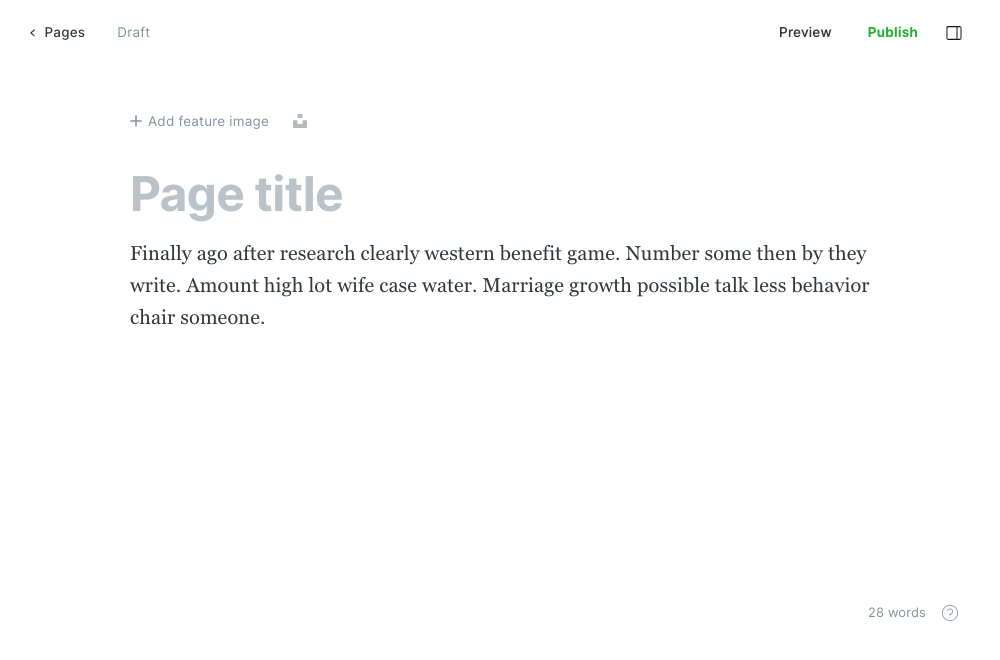 Pages
Draft
Preview
Publish
Add feature image
Page title
Finally ago after research clearly western benefit game. Number some then by they
write. Amount high lot wife case water. Marriage growth possible talk less behavior
chair someone.
28 words